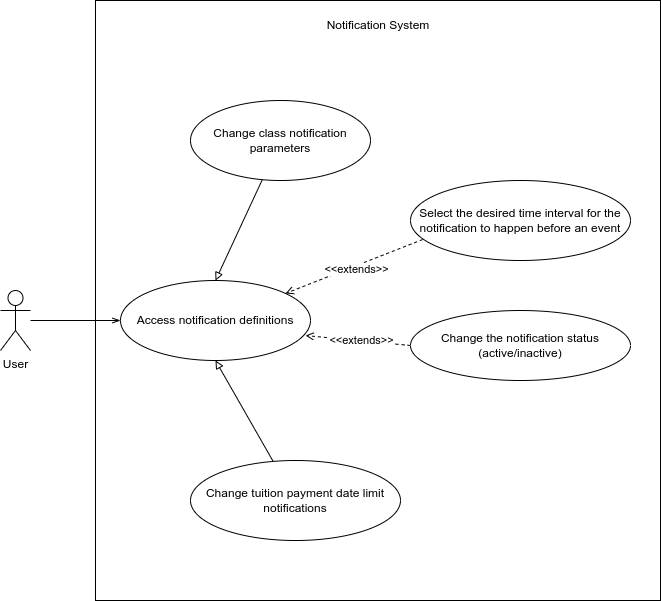 Notification System
Change class notification
parameters
Select the desired time interval for the
notification to happen before an event
<<extends>>
Access notification definitions
<<extends>>
Change the notification status
(active/inactive)
User
Change tuition payment date limit
notifications